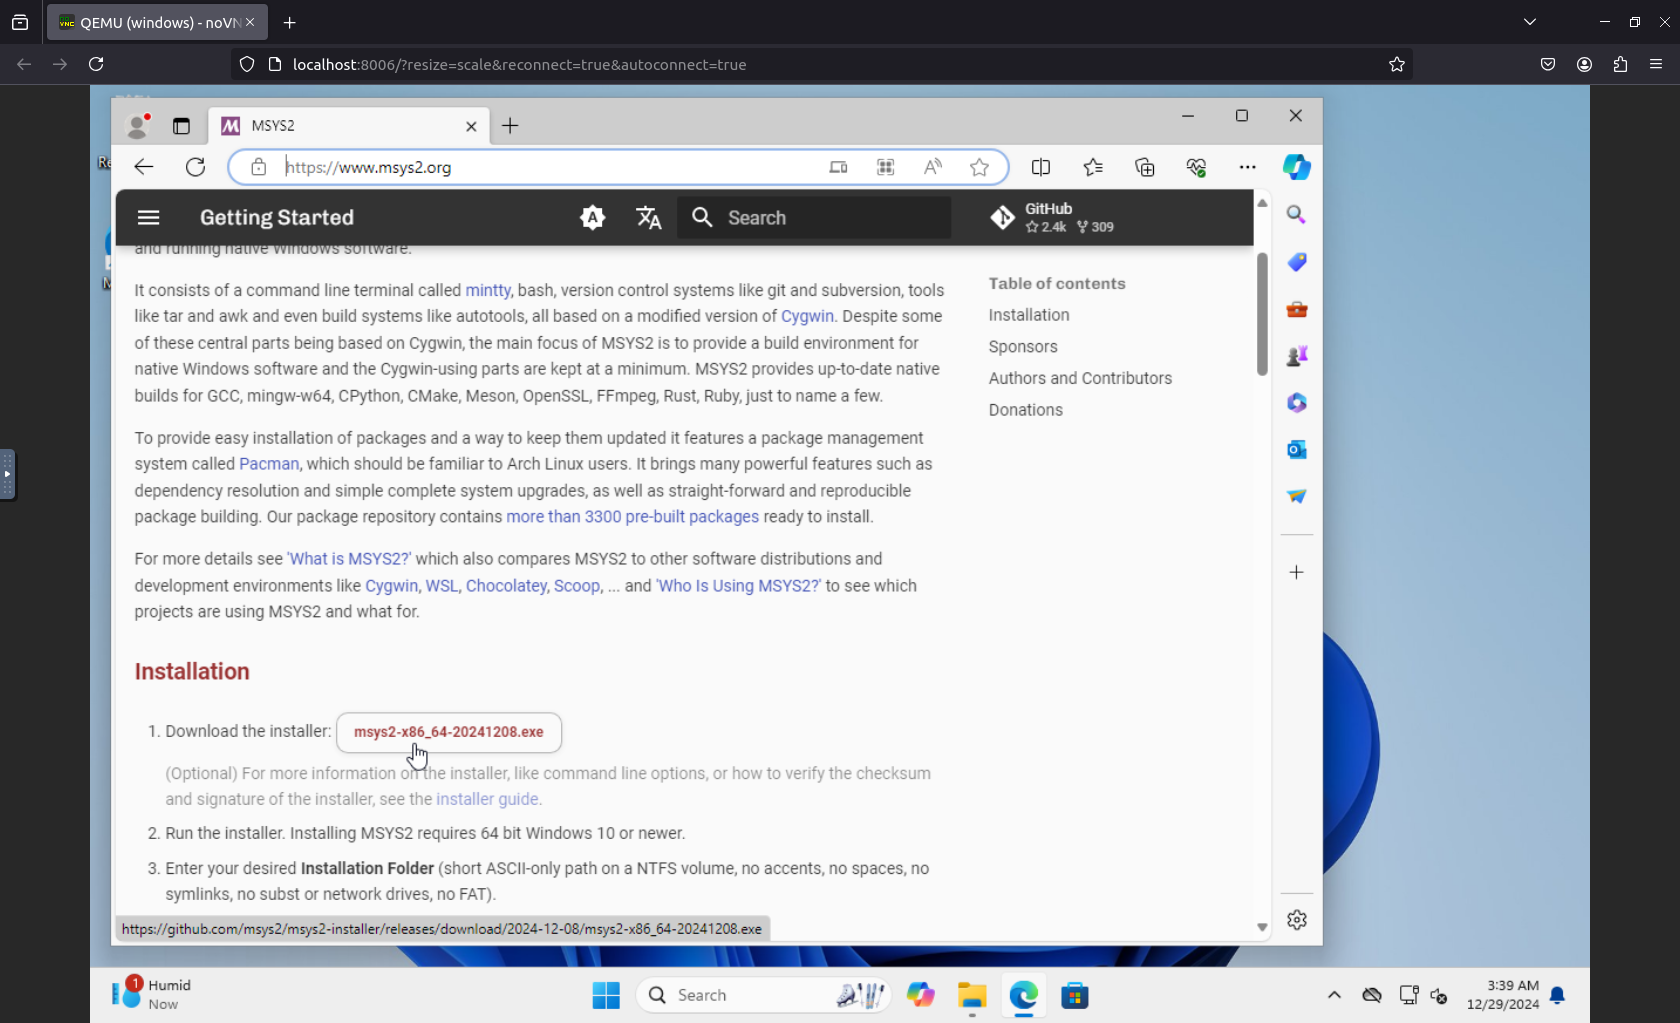 QEMU (windows) - noVN
localhost:8006/?resize=scale&reconnect=true&autoconnect=true
MSYS2
https://www.msys2.org
Getting Started
Search
GitHub
2.4k 309
and running native Windows software.
It consists of a command line terminal called mintty, bash, version control systems like git and subversion, tools
like tar and awk and even build systems like autotools, all based on a modified version of Cygwin. Despite some
of these central parts being based on Cygwin, the main focus of MSYS2 is to provide a build environment for
native Windows software and the Cygwin-using parts are kept at a minimum. MSYS2 provides up-to-date native
builds for GCC, mingw-w64, CPython, CMake, Meson, OpenSSL, FFmpeg, Rust, Ruby, just to name a few.
To provide easy installation of packages and a way to keep them updated it features a package management
system called Pacman, which should be familiar to Arch Linux users. It brings many powerful features such as
dependency resolution and simple complete system upgrades, as well as straight-forward and reproducible
package building. Our package repository contains more than 3300 pre-built packages ready to install.
For more details see 'What is MSYS2?' which also compares MSYS2 to other software distributions and
development environments like Cygwin, WSL, Chocolatey, Scoop, ... and 'Who Is Using MSYS2?' to see which
projects are using MSYS2 and what for.
Table of contents
Installation
Sponsors
Authors and Contributors
Donations
Installation
1. Download the installer: msys2-x86_64-20241208.exe
(Optional) For more information on the installer, like command line options, or how to verify the checksum
and signature of the installer, see the installer guide.
2. Run the installer. Installing MSYS2 requires 64 bit Windows 10 or newer.
3. Enter your desired Installation Folder (short ASCII-only path on a NTFS volume, no accents, no spaces, no
symlinks, no subst or network drives, no FAT).
https://github.com/msys2/msys2-installer/releases/download/2024-12-08/msys2-x86_64-20241208.exe
1
Humid
Now
Search
3:39 AM
12/29/2024